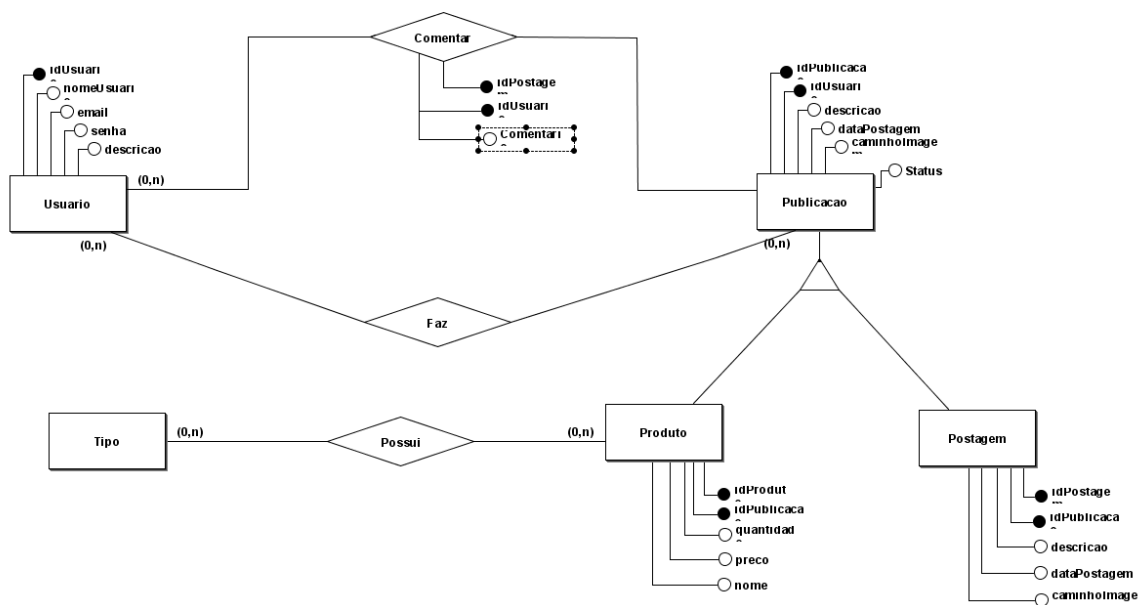 Comentar
idUsuari
nomeUsuari
email
senha
descricao
idPostage
idUsuari
Comentari
idPublicaca
idUsuari
descricao
dataPostagem
caminhoImage
Status
(0,n)
Usuario
Publicacao
(0,n)
(0,n)
Faz
Tipo
(0,n)
Possui
(0,n)
Produto
Postagem
idProdut
idPublicaca
quantidad
preco
nome
idPostage
idPublicaca
descricao
dataPostagem
caminhoImage